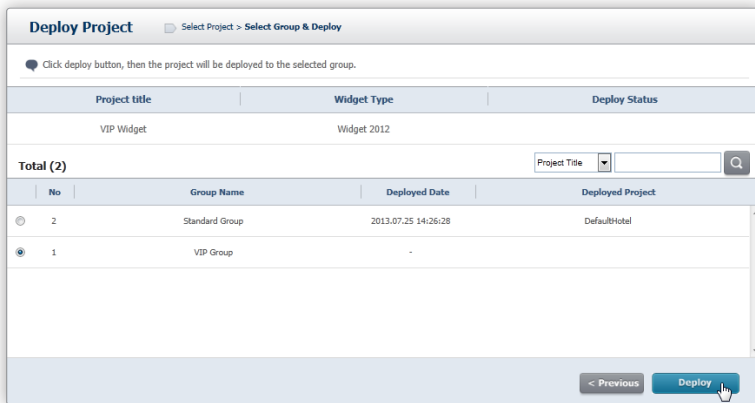 Deploy Project Select Project > Select Group & Deploy
Click deploy button, then the project will be deployed to the selected group.
Project title Widget Type Deploy Status
VIP Widget Widget 2012
Total (2) Project Title
No Group Name Deployed Date Deployed Project
2 Standard Group 2013.07.25 14:26:28 DefaultHotel
1 VIP Group -
< Previous Deploy